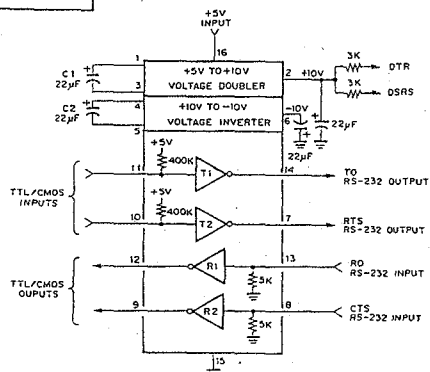 +5V
INPUT
16
1
C1
22µF
+
3
+5V TO +10V
VOLTAGE DOUBLER
2
+10V
3K
DTR
3K
DSRS
C2
22µF
+
4
5
+10V TO -10V
VOLTAGE INVERTER
-10V
6
+
22µF
+
22µF
+5V
400K
11
T1
14
TO
RS-232 OUTPUT
TTL/CMOS
INPUTS
+5V
400K
10
T2
7
RTS
RS-232 OUTPUT
12
R1
13
RO
RS-232 INPUT
5K
TTL/CMOS
OUPUTS
9
R2
8
CTS
RS-232 INPUT
5K
15